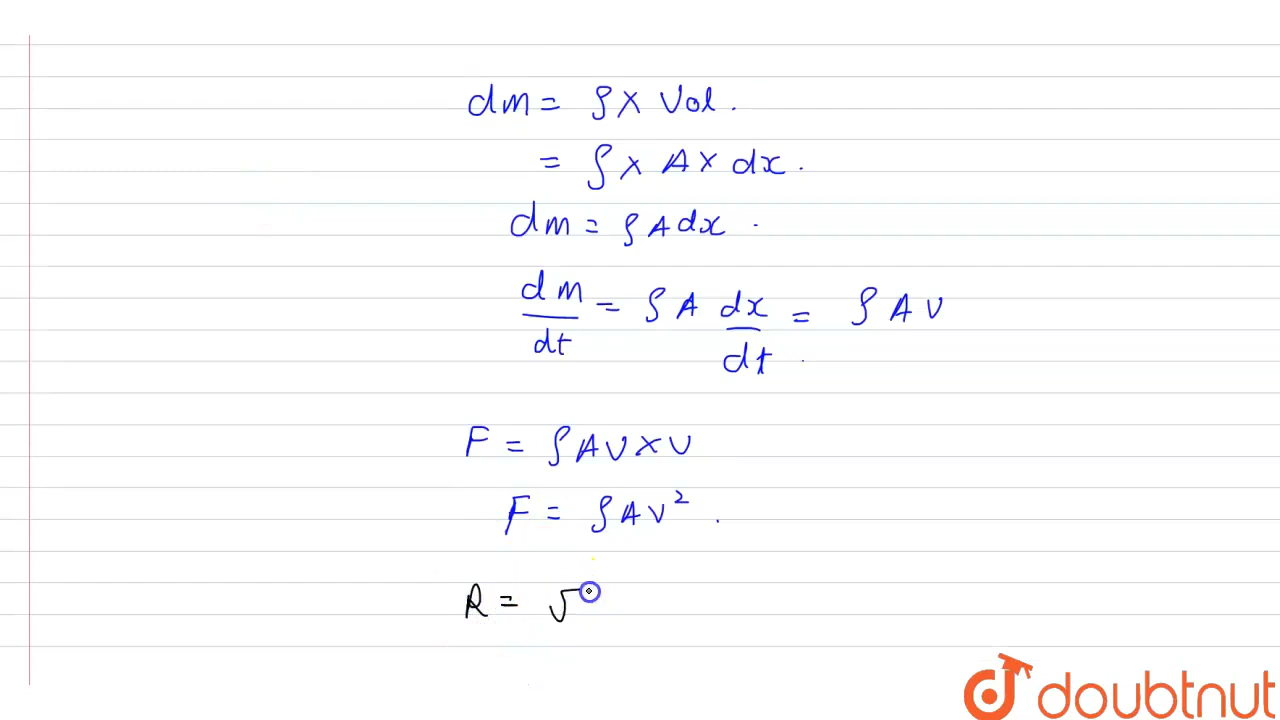 dm = ρ × Vol.
= ρ × A × dx.
dm = ρ A dx.
dm/dt = ρ A dx/dt = ρ A v
F = ρ A v × v
F = ρ A v².
R = √
doubtnut